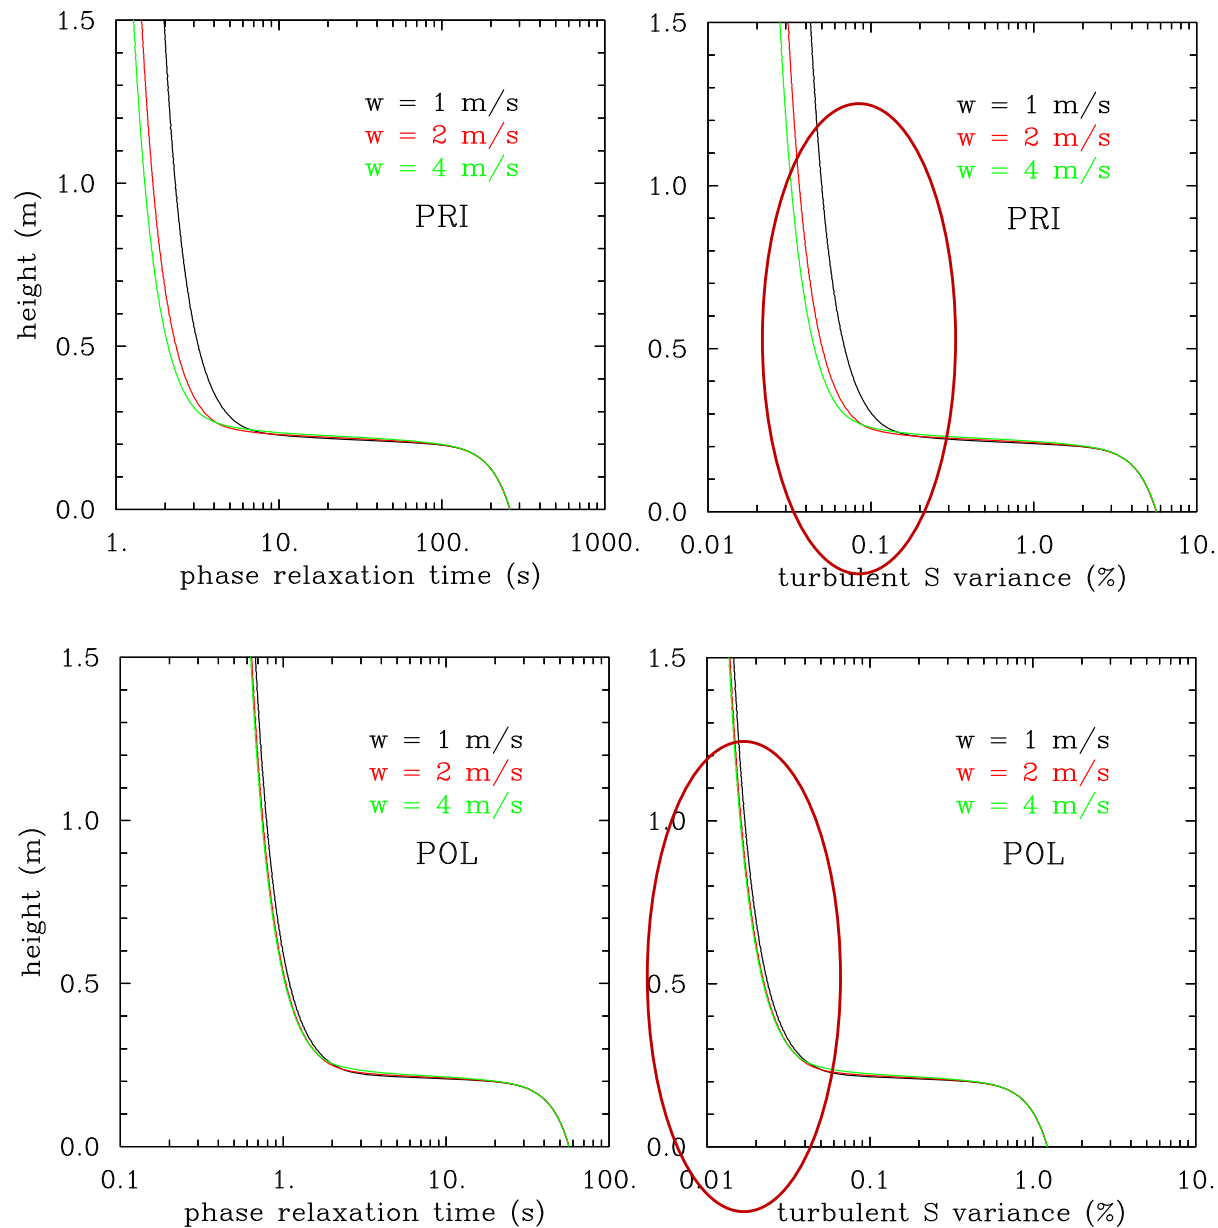 1.5
w = 1 m/s
w = 2 m/s
w = 4 m/s
1.0
PRI
height (m)
0.5
0.0
1. 10. 100. 1000.
phase relaxation time (s)
1.5
w = 1 m/s
w = 2 m/s
w = 4 m/s
1.0
PRI
0.5
0.0
0.01 0.1 1.0 10.
turbulent S variance (%)
1.5
w = 1 m/s
w = 2 m/s
w = 4 m/s
1.0
POL
height (m)
0.5
0.0
0.1 1. 10. 100.
phase relaxation time (s)
1.5
w = 1 m/s
w = 2 m/s
w = 4 m/s
1.0
POL
0.5
0.0
0.01 0.1 1.0 10.
turbulent S variance (%)